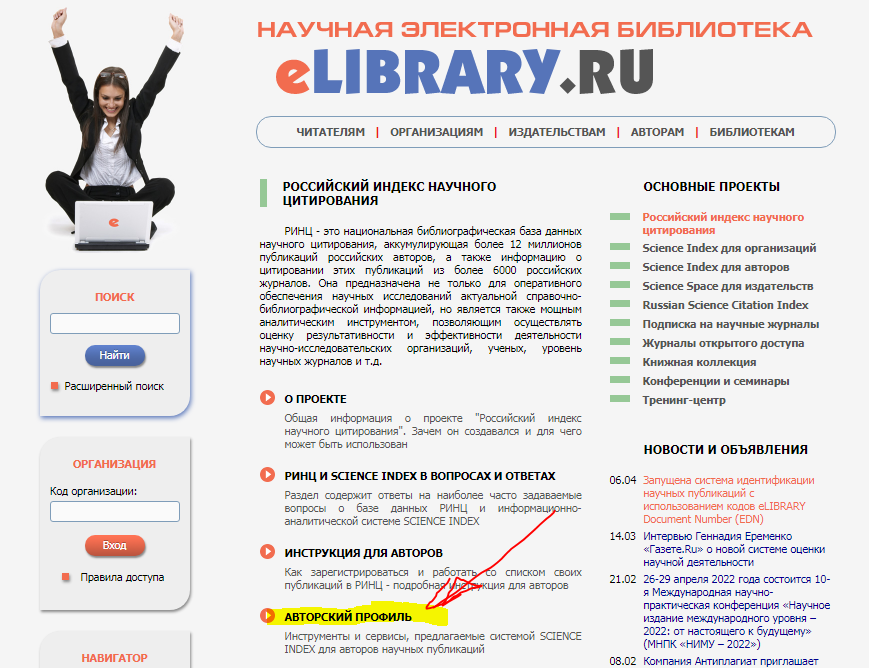 НАУЧНАЯ ЭЛЕКТРОННАЯ БИБЛИОТЕКА
eLIBRARY.RU
ЧИТАТЕЛЯМ | ОРГАНИЗАЦИЯМ | ИЗДАТЕЛЬСТВАМ | АВТОРАМ | БИБЛИОТЕКАМ
e
ПОИСК
Найти
Расширенный поиск
ОРГАНИЗАЦИЯ
Код организации:
Вход
Правила доступа
НАВИГАТОР
РОССИЙСКИЙ ИНДЕКС НАУЧНОГО
ЦИТИРОВАНИЯ
РИНЦ - это национальная библиографическая база данных
научного цитирования, аккумулирующая более 12 миллионов
публикаций российских авторов, а также информацию о
цитировании этих публикаций из более 6000 российских
журналов. Она предназначена не только для оперативного
обеспечения научных исследований актуальной справочно-
библиографической информацией, но является также мощным
аналитическим инструментом, позволяющим осуществлять
оценку результативности и эффективности деятельности
научно-исследовательских организаций, ученых, уровень
научных журналов и т.д.
О ПРОЕКТЕ
Общая информация о проекте "Российский индекс
научного цитирования". Зачем он создавался и для чего
может быть использован
РИНЦ И SCIENCE INDEX В ВОПРОСАХ И ОТВЕТАХ
Раздел содержит ответы на наиболее часто задаваемые
вопросы о базе данных РИНЦ и информационно-
аналитической системе SCIENCE INDEX
ИНСТРУКЦИЯ ДЛЯ АВТОРОВ
Как зарегистрироваться и работать со списком своих
публикаций в РИНЦ - подробная инструкция для авторов
АВТОРСКИЙ ПРОФИЛЬ
Инструменты и сервисы, предлагаемые системой SCIENCE
INDEX для авторов научных публикаций
ОСНОВНЫЕ ПРОЕКТЫ
Российский индекс научного
цитирования
Science Index для организаций
Science Index для авторов
Science Space для издательств
Russian Science Citation Index
Подписка на научные журналы
Журналы открытого доступа
Книжная коллекция
Конференции и семинары
Тренинг-центр
НОВОСТИ И ОБЪЯВЛЕНИЯ
06.04 Запущена система идентификации
научных публикаций с
использованием кодов eLIBRARY
Document Number (EDN)
14.03 Интервью Геннадия Еременко
«Газете.Ru» о новой системе оценки
научной деятельности
21.02 26-29 апреля 2022 года состоится 10-
я Международная научно-
практическая конференция «Научное
издание международного уровня –
2022: от настоящего к будущему»
(МНПК «НИМУ – 2022»)
08.02 Компания Антиплагиат приглашает